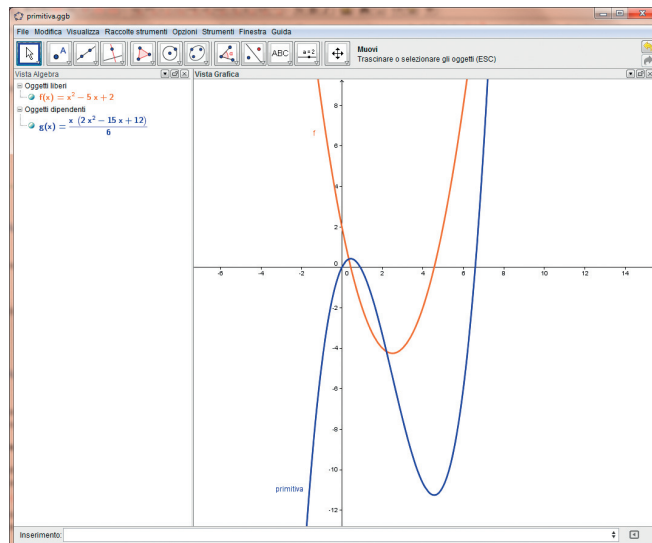 primitiva.ggb
File Modifica Visualizza Raccolte strumenti Opzioni Strumenti Finestra Guida
A ABC a=2 Muovi
Trascinare o selezionare gli oggetti (ESC)
Vista Algebra Vista Grafica
Oggetti liberi
f(x) = x² − 5 x + 2
Oggetti dipendenti
g(x) = x (2 x² − 15 x + 12) / 6
f
primitiva
8
6
4
2
0
-2
-4
-6
-8
-10
-12
-6 -4 -2 0 2 4 6 8 10 12 14
Inserimento: